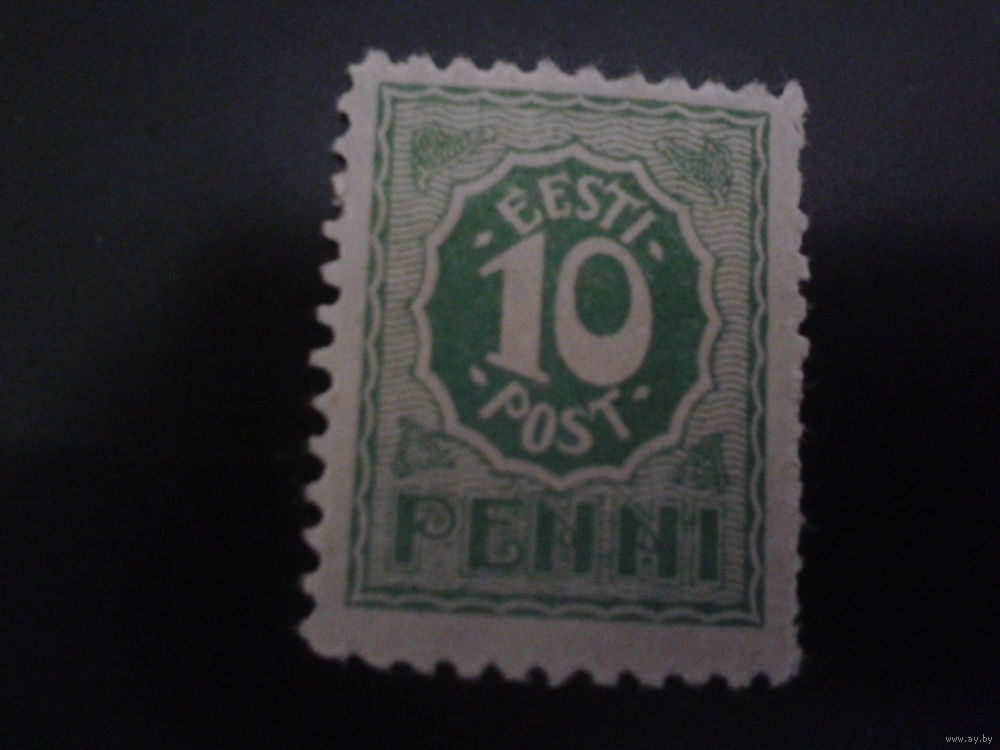 · EESTI ·
10
· POST ·
PENNI
www.ay.by